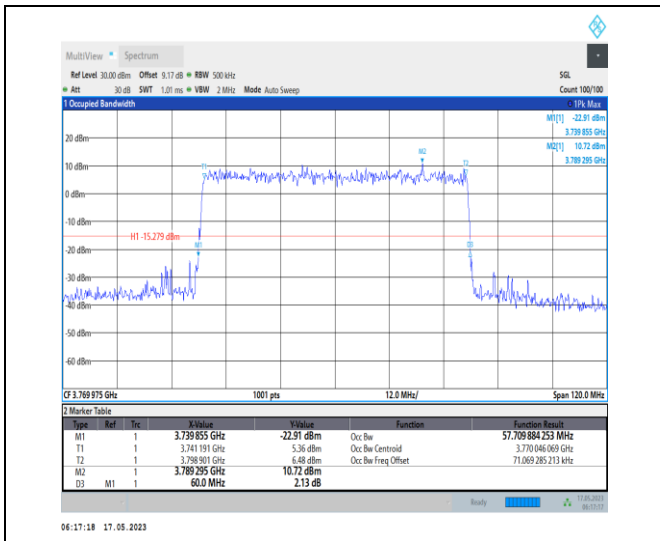 MultiView Spectrum
Ref Level 30.00 dBm Offset 9.17 dB RBW 500 kHz SGL
Att 30 dB SWT 1.01 ms VBW 2 MHz Mode Auto Sweep Count 100/100
1 Occupied Bandwidth 1Pk Max
M1[1] -22.91 dBm
3.739 855 GHz
20 dBm
M2[1] 10.72 dBm
3.789 295 GHz
M2
10 dBm
T1
T2
0 dBm
-10 dBm
H1 -15.279 dBm
M1
D3
-20 dBm
-30 dBm
-40 dBm
-50 dBm
-60 dBm
CF 3.769 975 GHz 1001 pts 12.0 MHz/ Span 120.0 MHz
2 Marker Table
Type Ref Trc X-Value Y-Value Function Function Result
M1 1 3.739 855 GHz -22.91 dBm Occ Bw 57.709 884 253 MHz
T1 1 3.741 191 GHz 5.36 dBm Occ Bw Centroid 3.770 046 069 GHz
T2 1 3.798 901 GHz 6.48 dBm Occ Bw Freq Offset 71.069 285 213 kHz
M2 1 3.789 295 GHz 10.72 dBm
D3 M1 1 60.0 MHz 2.13 dB
Ready 17.05.2023
06:17:17
06:17:18 17.05.2023